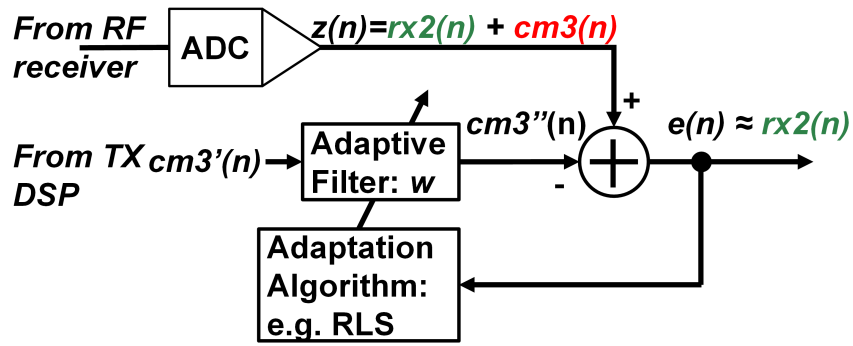 From RF
receiver
ADC
z(n)=rx2(n) + cm3(n)
+
From TX cm3’(n)
DSP
Adaptive
Filter: w
cm3’’(n)
-
e(n) ≈ rx2(n)
Adaptation
Algorithm:
e.g. RLS